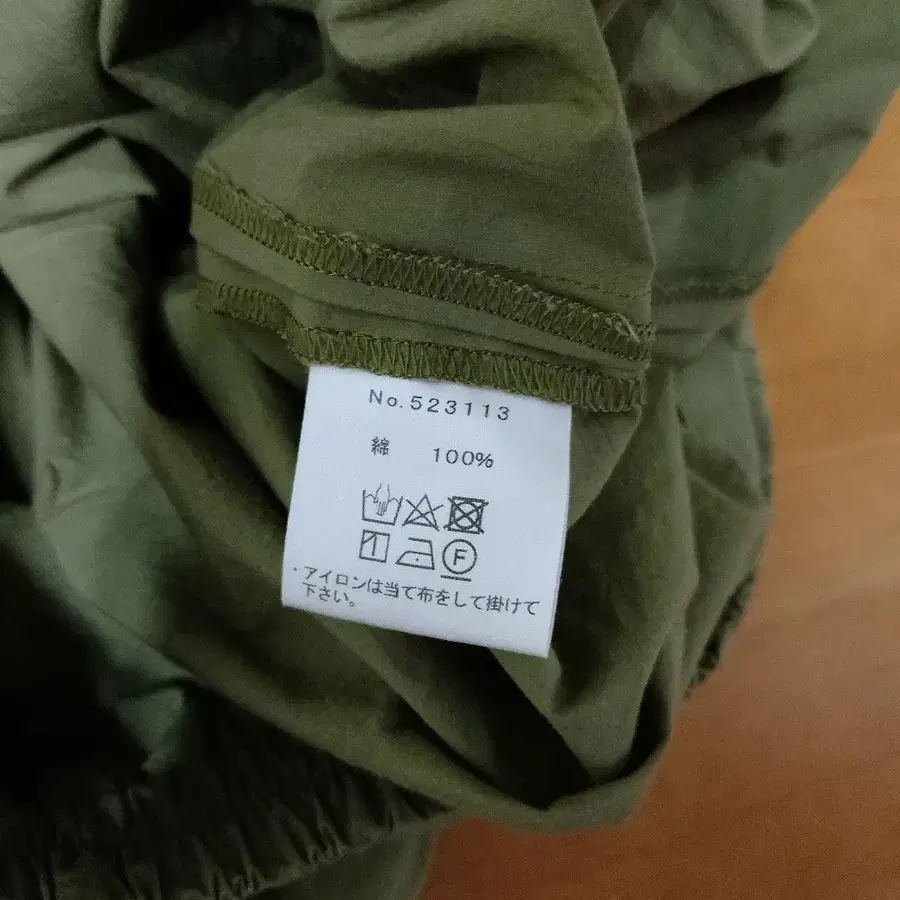 No.523113
綿 100%
F
・アイロンは当て布をして掛けて
下さい。